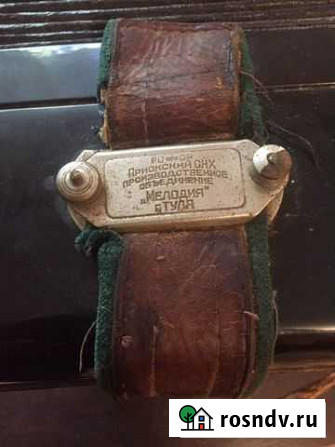 Приокский СНХ
производственное
объединение
„Мелодия"
г.Тула
rosndv.ru